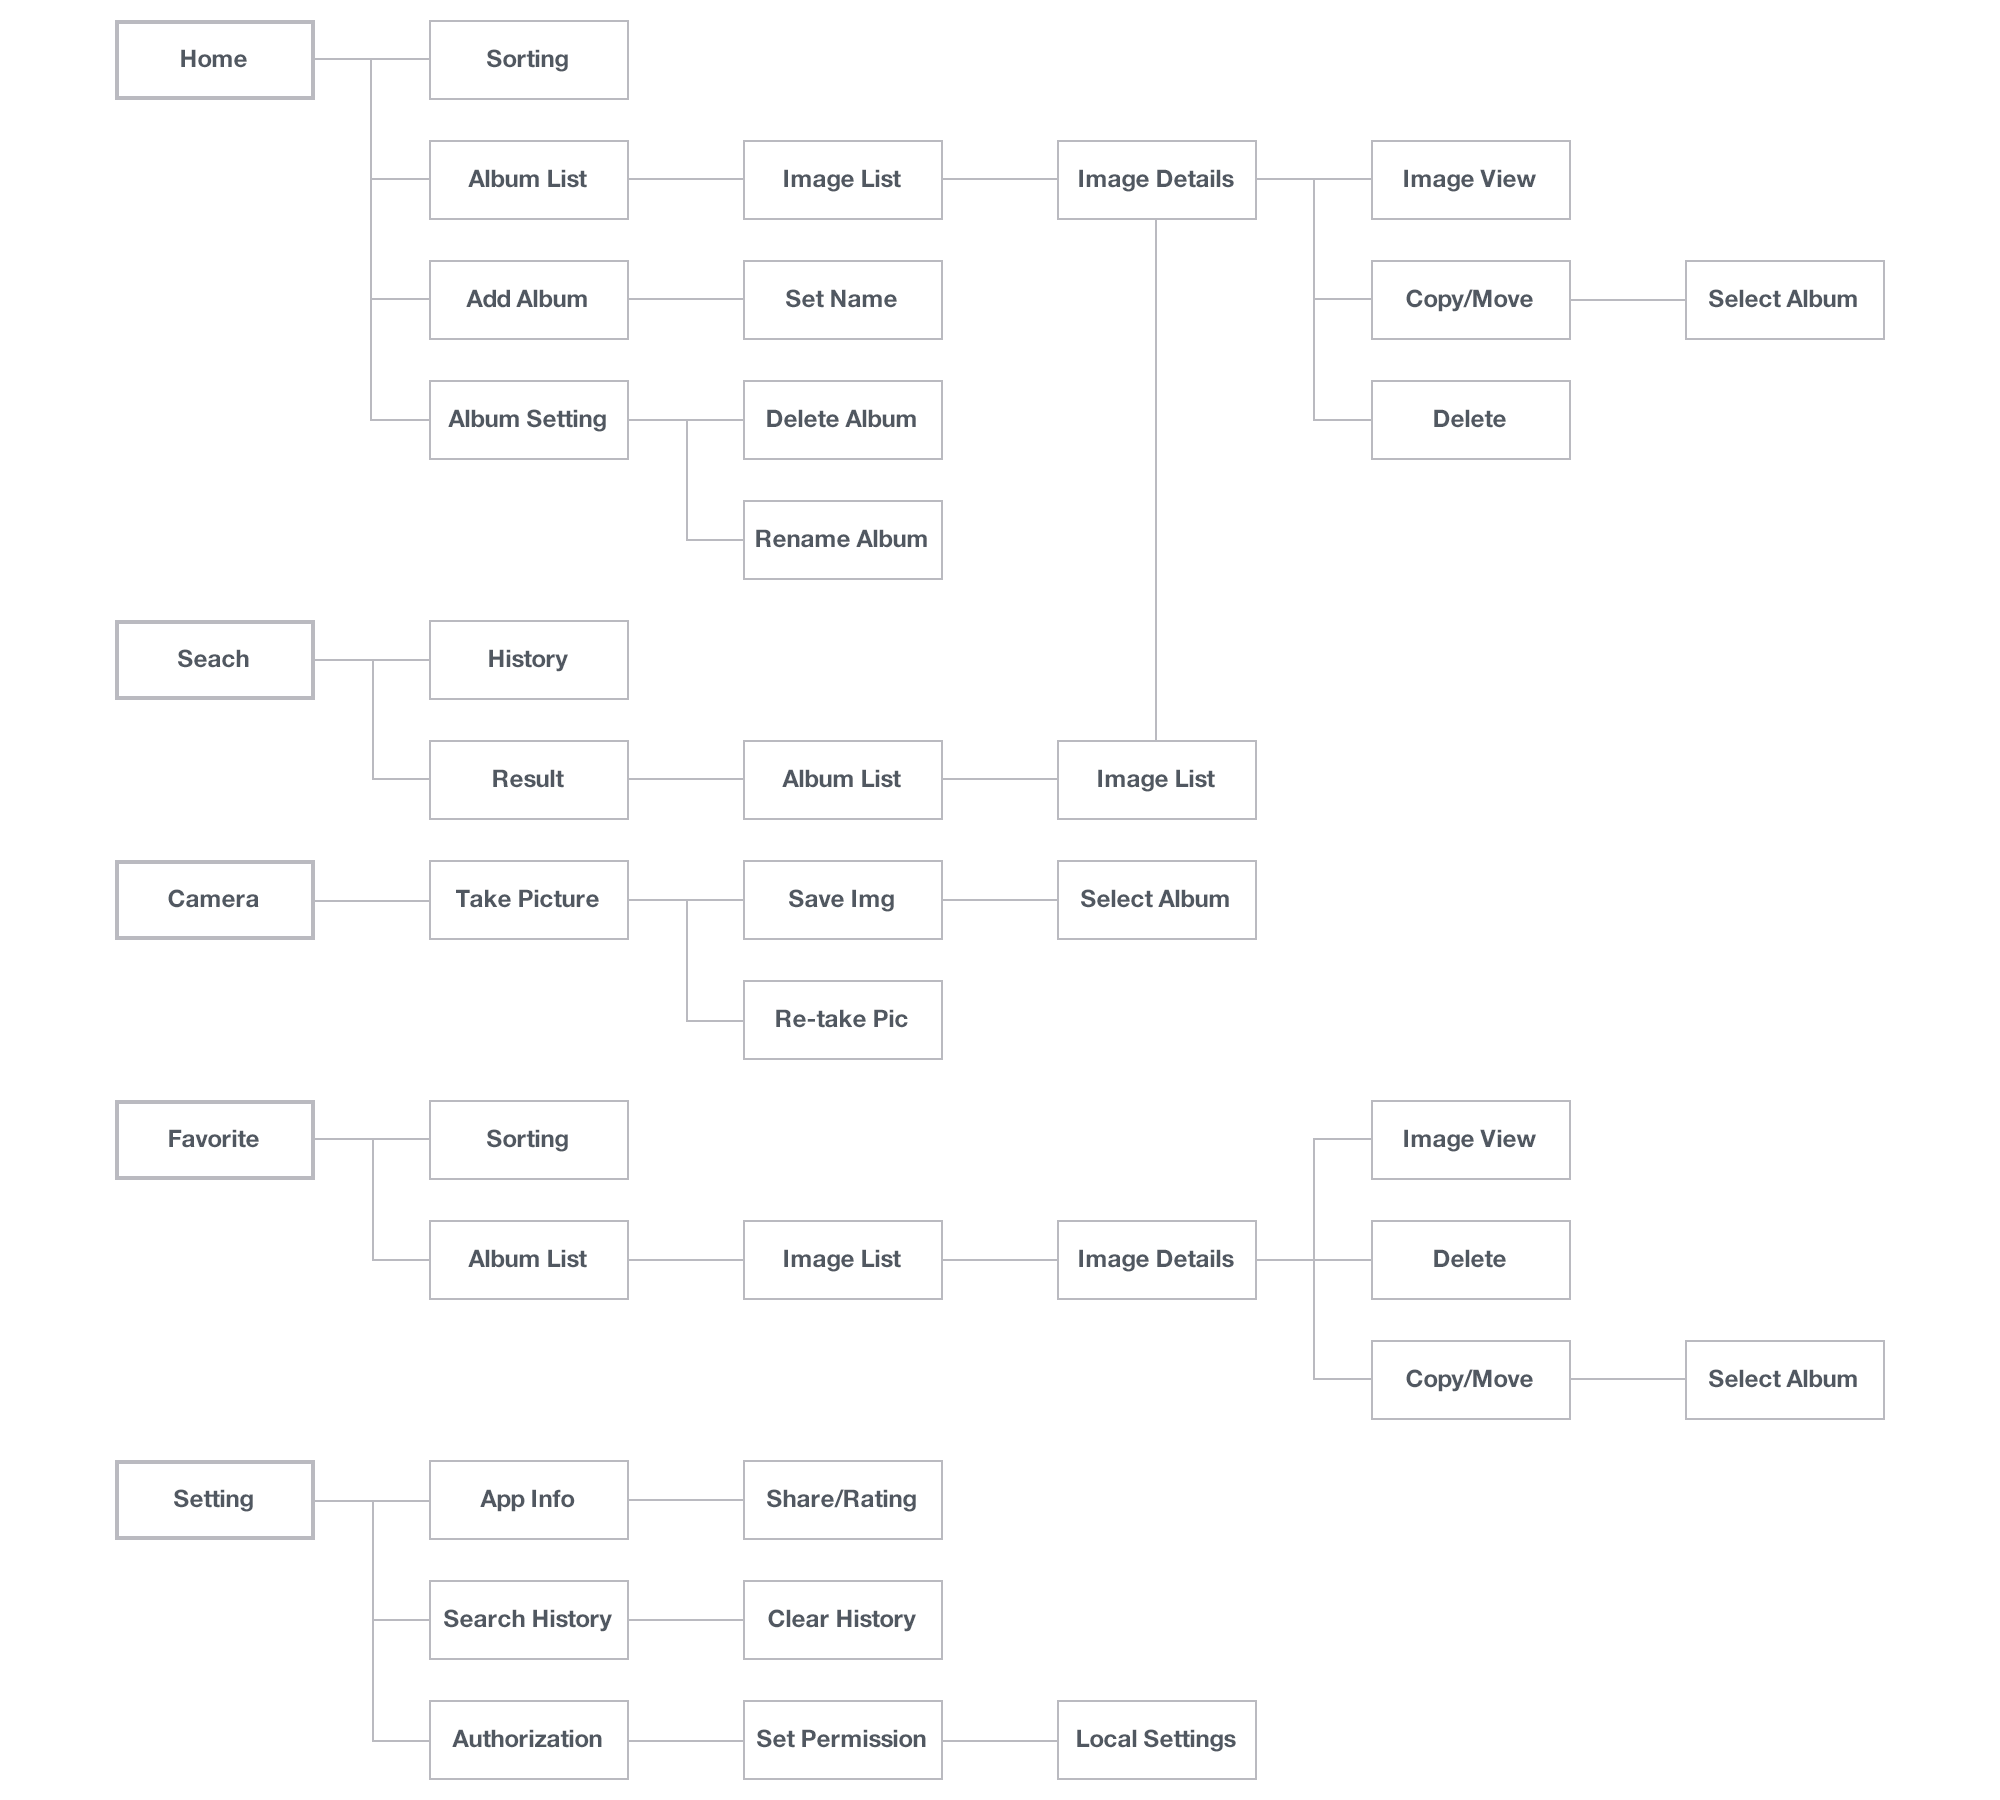 Home
Sorting
Album List
Image List
Image Details
Image View
Add Album
Set Name
Copy/Move
Select Album
Album Setting
Delete Album
Delete
Rename Album
Seach
History
Result
Album List
Image List
Camera
Take Picture
Save Img
Select Album
Re-take Pic
Favorite
Sorting
Image View
Album List
Image List
Image Details
Delete
Copy/Move
Select Album
Setting
App Info
Share/Rating
Search History
Clear History
Authorization
Set Permission
Local Settings